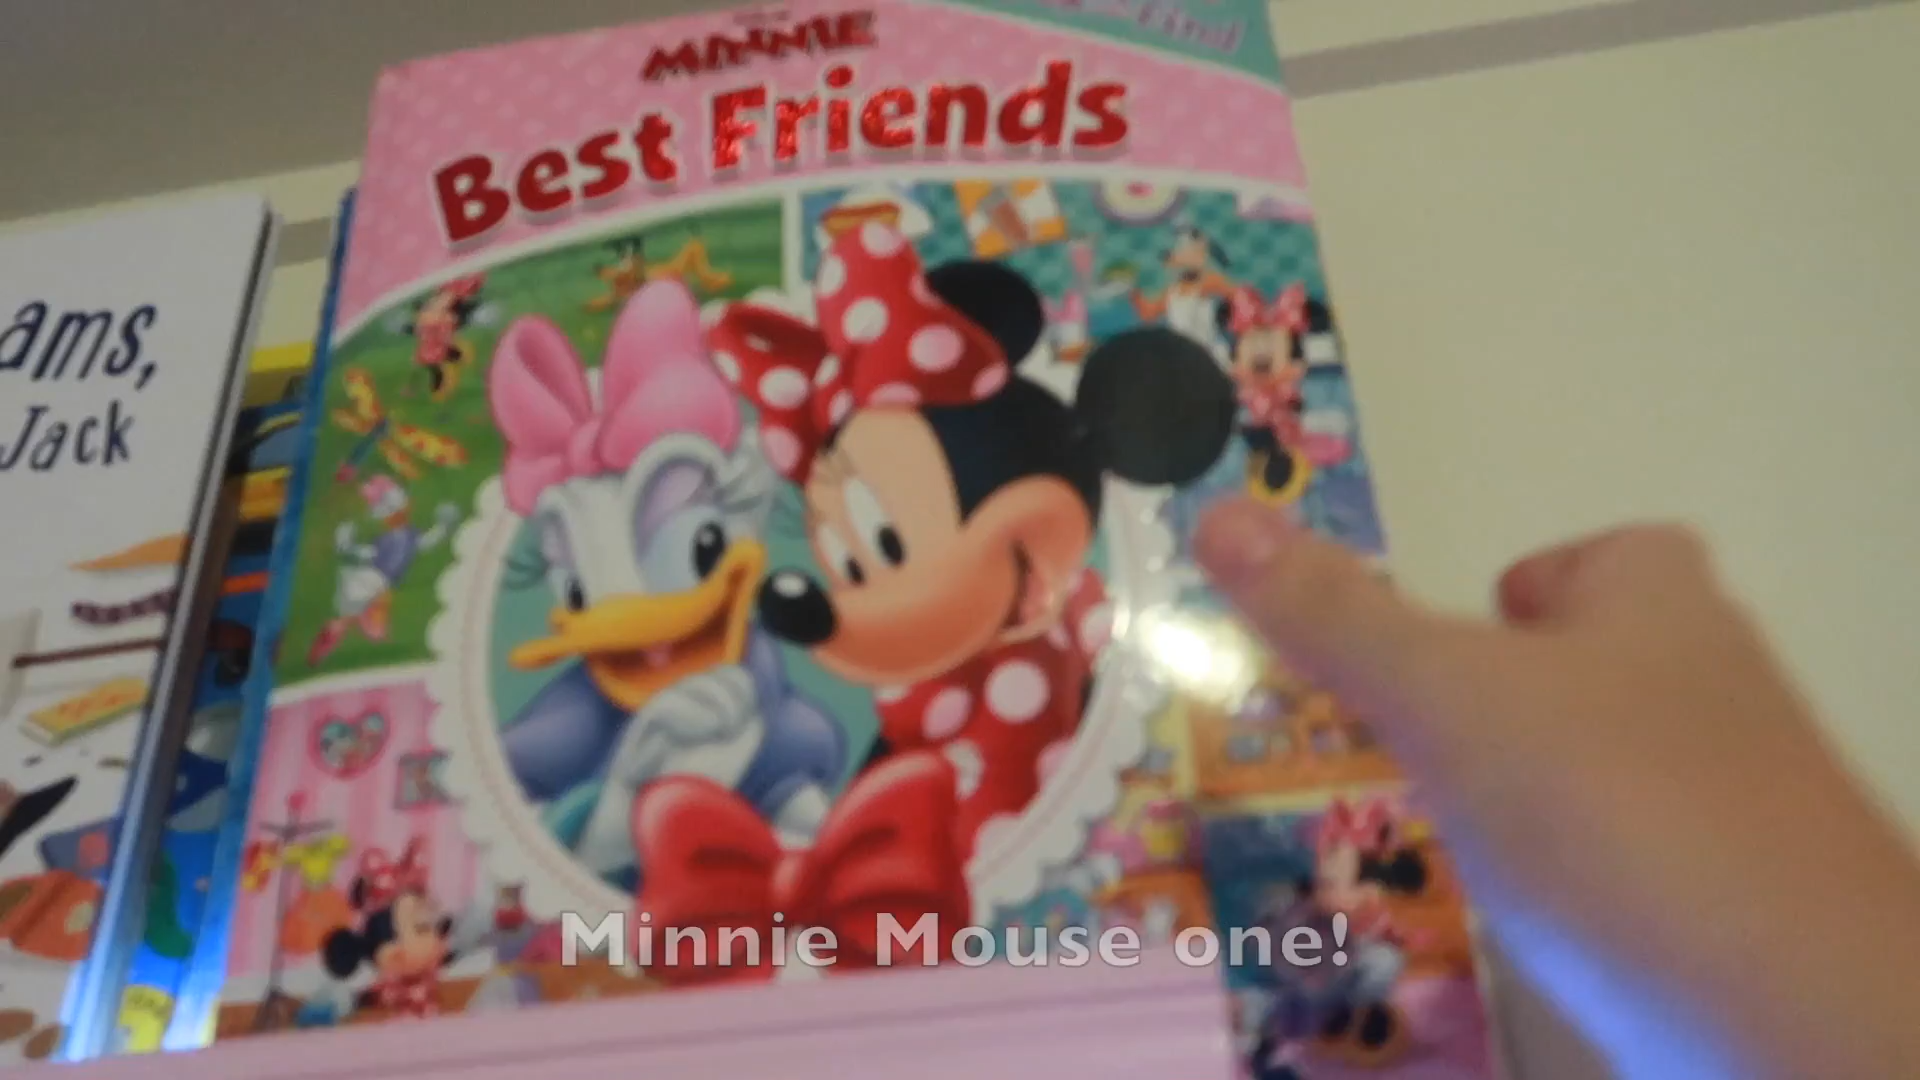 MINNIE
Best Friends
ams,
Jack
Minnie Mouse one!